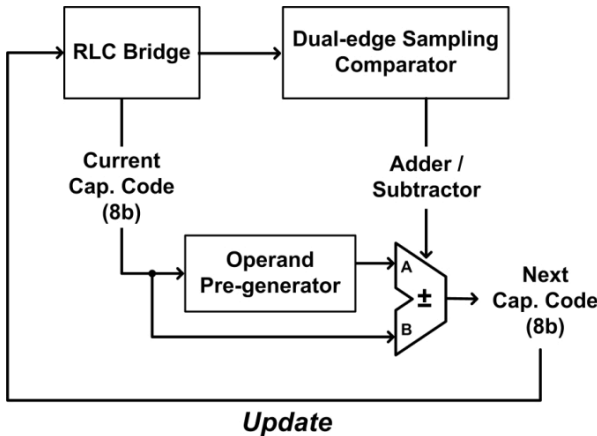 RLC Bridge
Dual-edge Sampling
Comparator
Current
Cap. Code
(8b)
Adder /
Subtractor
Operand
Pre-generator
A
±
B
Next
Cap. Code
(8b)
Update